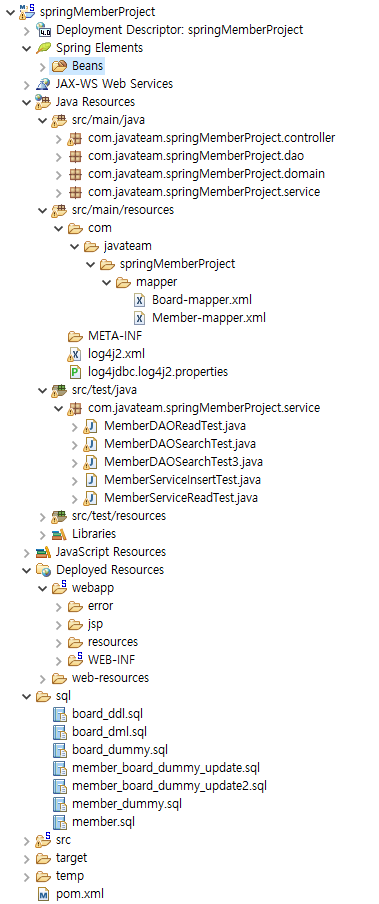 springMemberProject
Deployment Descriptor: springMemberProject
Spring Elements
Beans
JAX-WS Web Services
Java Resources
src/main/java
com.javateam.springMemberProject.controller
com.javateam.springMemberProject.dao
com.javateam.springMemberProject.domain
com.javateam.springMemberProject.service
src/main/resources
com
javateam
springMemberProject
mapper
Board-mapper.xml
Member-mapper.xml
META-INF
log4j2.xml
log4jdbc.log4j2.properties
src/test/java
com.javateam.springMemberProject.service
MemberDAOReadTest.java
MemberDAOSearchTest.java
MemberDAOSearchTest3.java
MemberServiceInsertTest.java
MemberServiceReadTest.java
src/test/resources
Libraries
JavaScript Resources
Deployed Resources
webapp
error
jsp
resources
WEB-INF
web-resources
sql
board_ddl.sql
board_dml.sql
board_dummy.sql
member_board_dummy_update.sql
member_board_dummy_update2.sql
member_dummy.sql
member.sql
src
target
temp
pom.xml